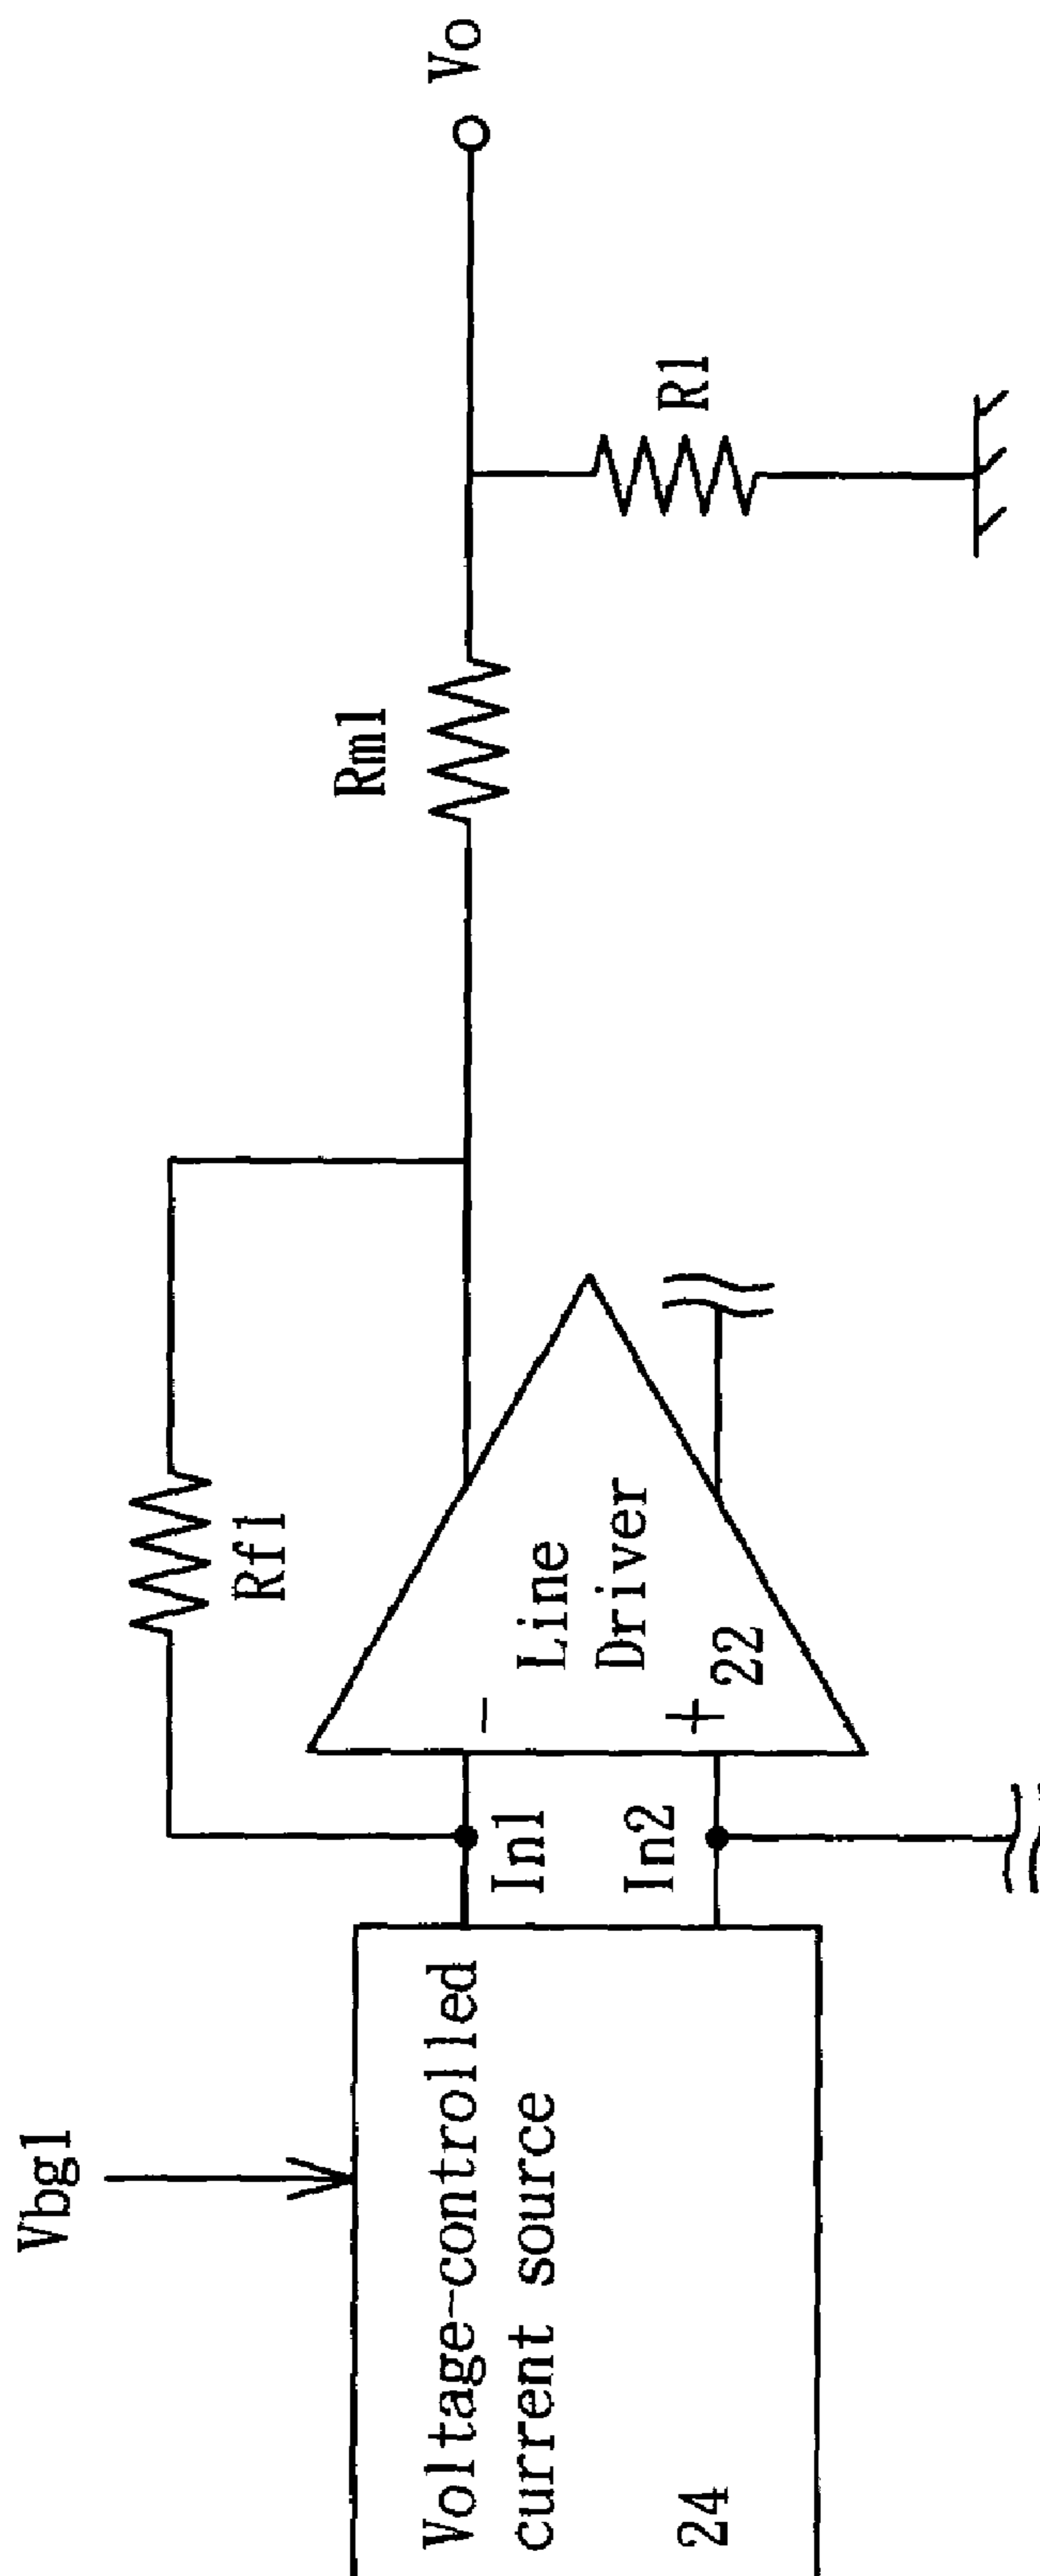 Vbg1
Voltage-controlled
current source
24
In1
In2
Rf1
-
+
Line
Driver
22
Rm1
R1
Vo